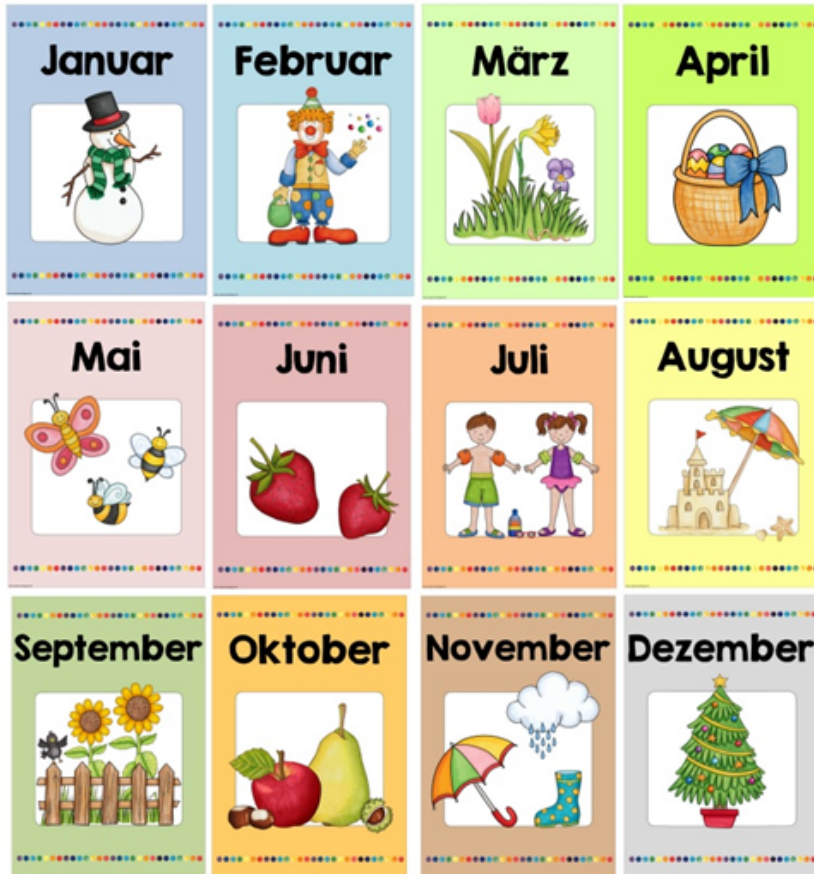 Januar
Februar
März
April
Mai
Juni
Juli
August
September
Oktober
November
Dezember